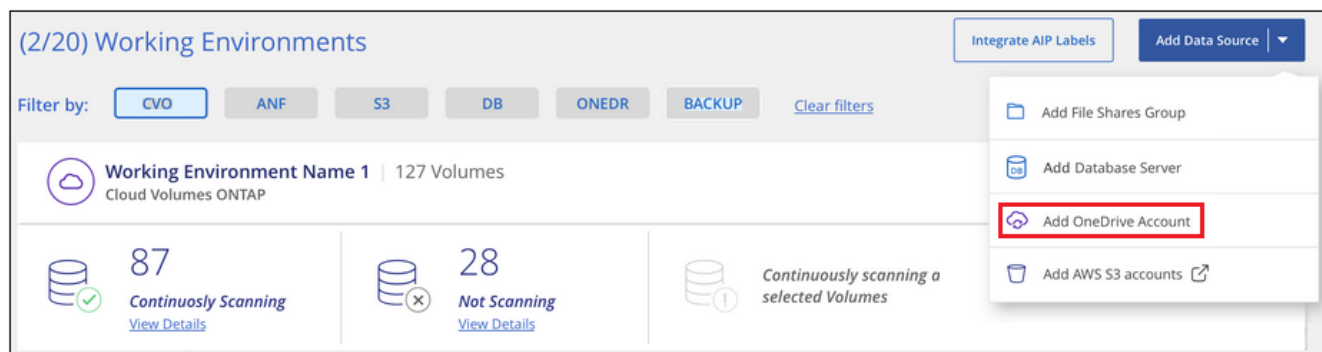 (2/20) Working Environments
Integrate AIP Labels
Add Data Source
Filter by:
CVO
ANF
S3
DB
ONEDR
BACKUP
Clear filters
Add File Shares Group
DB
Add Database Server
Add OneDrive Account
Add AWS S3 accounts
Working Environment Name 1 | 127 Volumes
Cloud Volumes ONTAP
87
Continuosly Scanning
View Details
28
Not Scanning
View Details
Continuously scanning a
selected Volumes